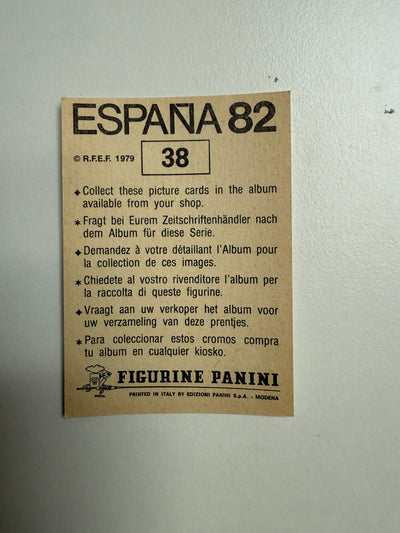 ESPAÑA 82
© R.F.E.F. 1979
38
✦ Collect these picture cards in the album
available from your shop.
✶ Fragt bei Eurem Zeitschriftenhändler nach
dem Album für diese Serie.
✦ Demandez à votre détaillant l'Album pour
la collection de ces images.
✶ Chiedete al vostro rivenditore l'album per
la raccolta di queste figurine.
✦ Vraagt aan uw verkoper het album voor
uw verzameling van deze prentjes.
✶ Para coleccionar estos cromos compra
tu album en cualquier kiosko.
FIGURINE PANINI
PRINTED IN ITALY BY EDIZIONI PANINI S.p.A. - MODENA